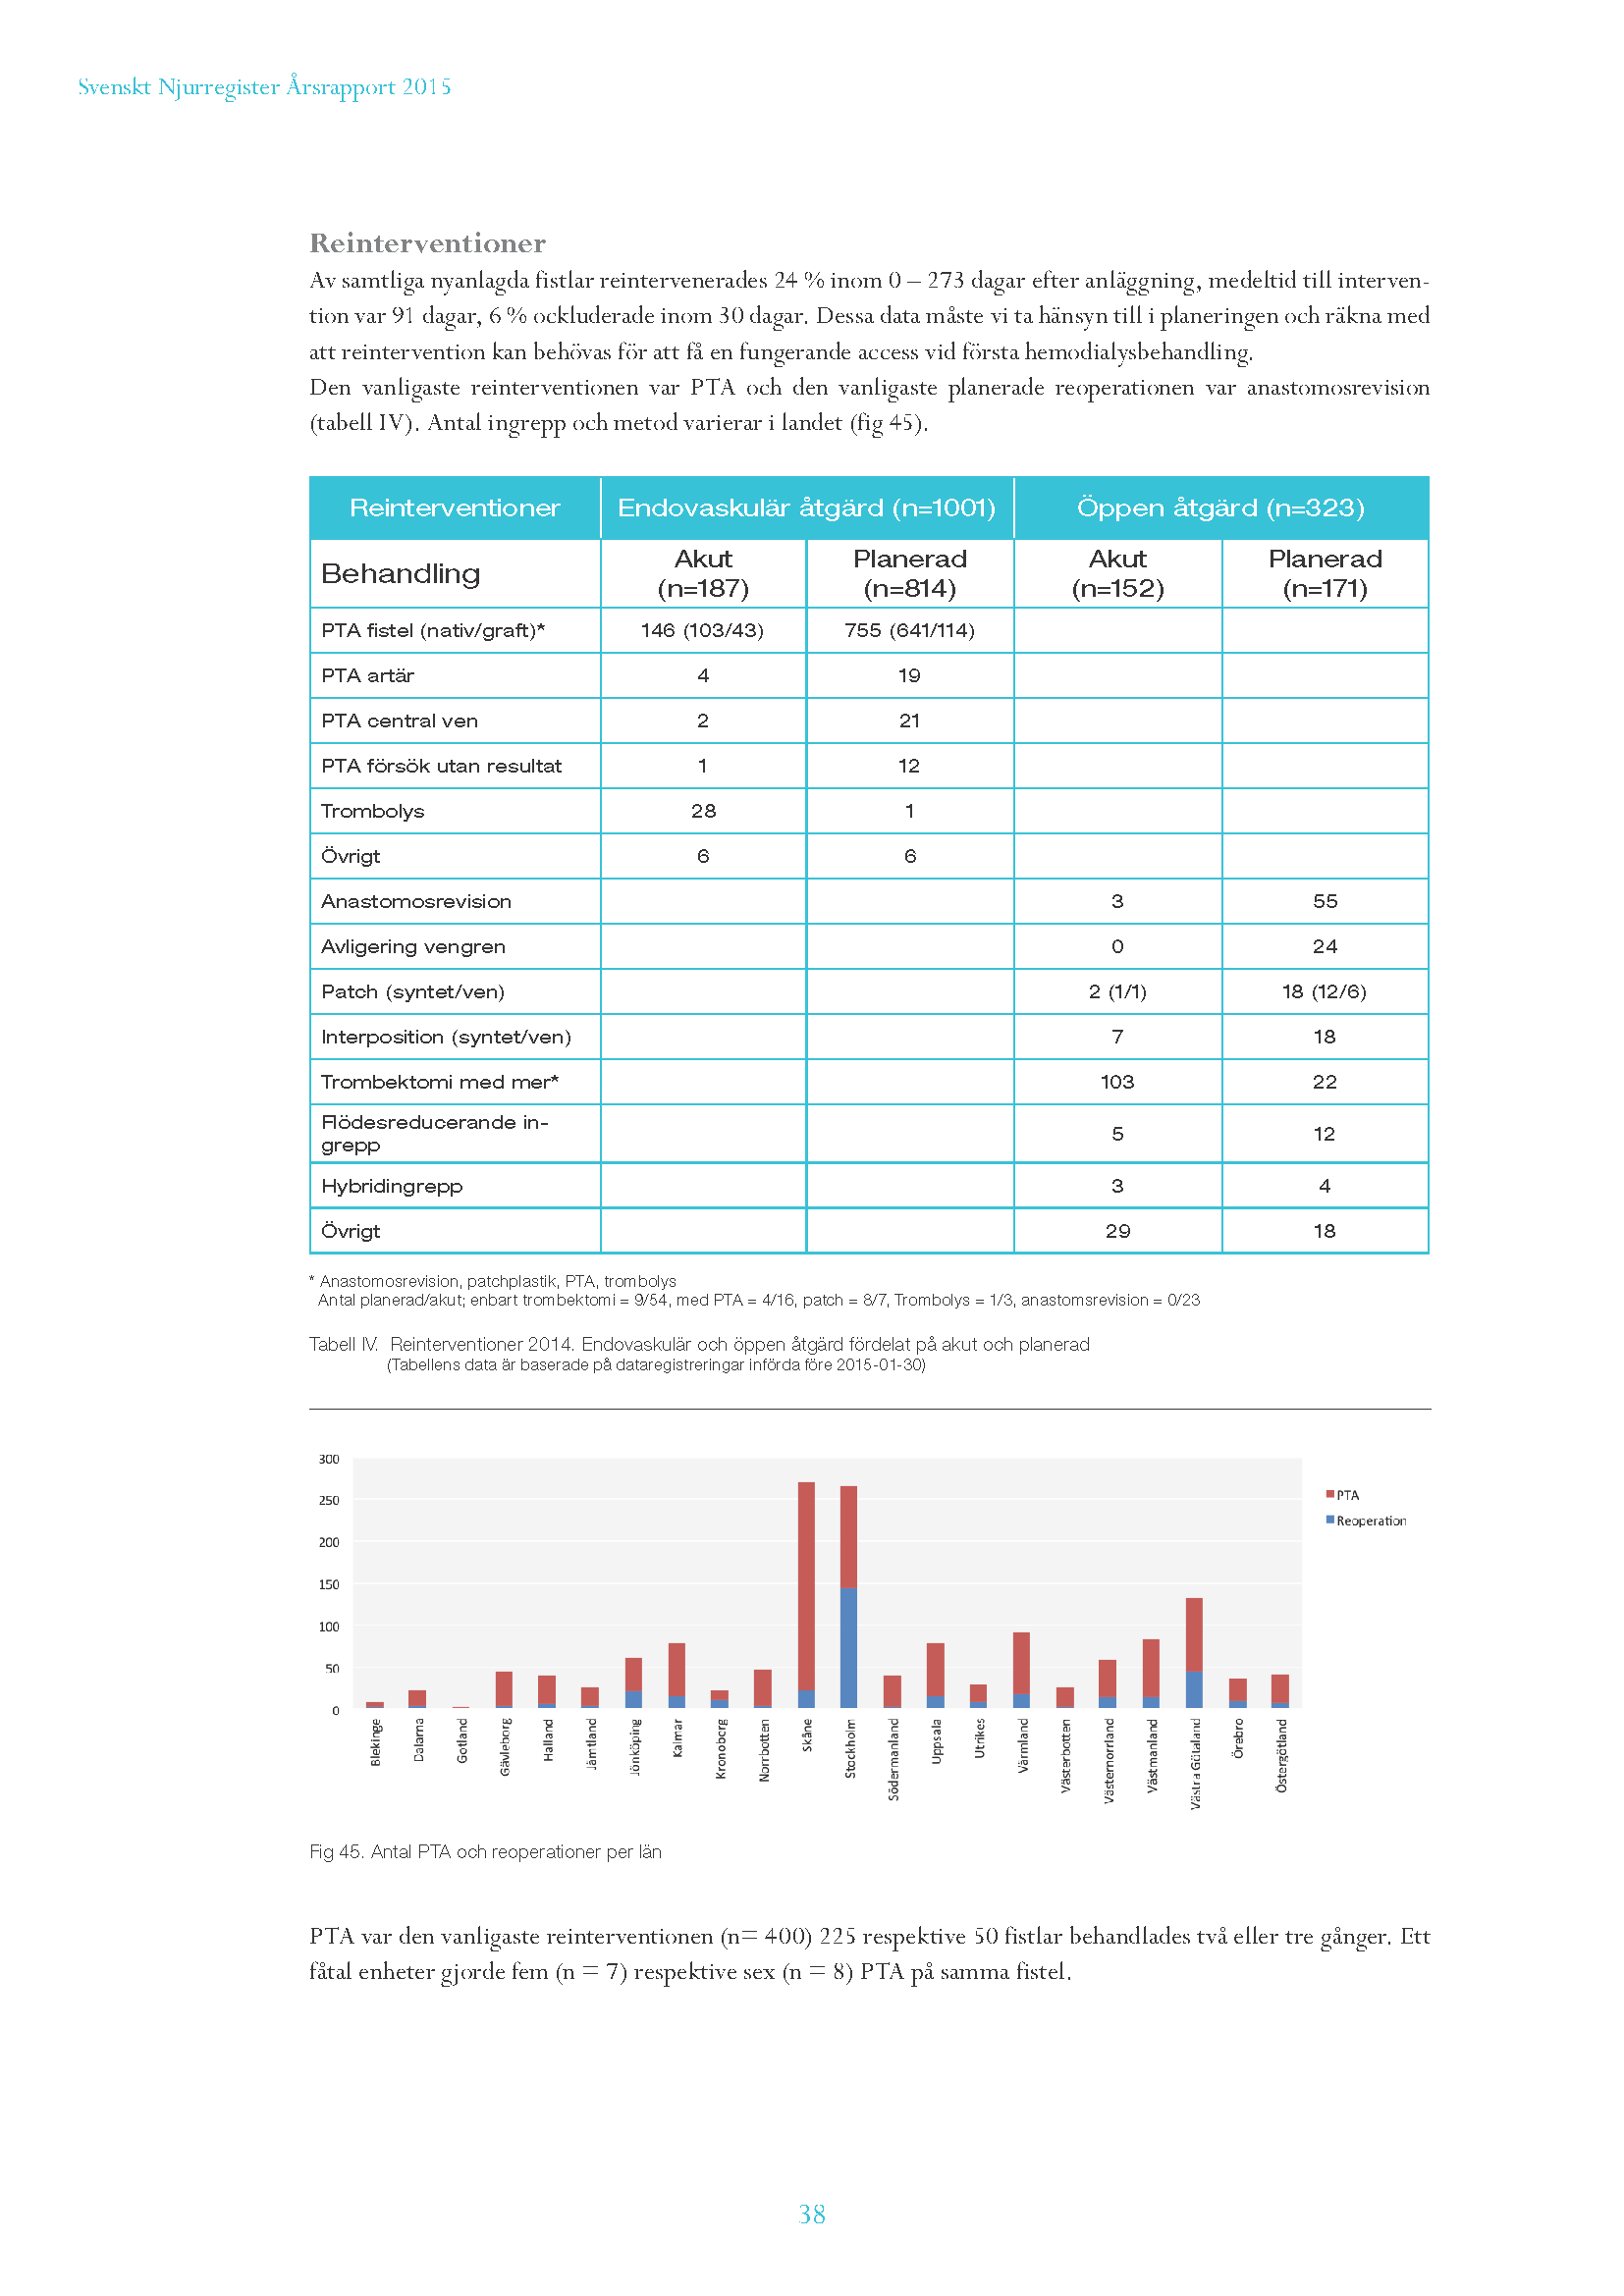 Svenskt Njurregister Årsrapport 2015
Reinterventioner
Av samtliga nyanlagda fistlar reintervenerades 24 % inom 0 – 273 dagar efter anläggning, medeltid till interven-
tion var 91 dagar, 6 % ockluderade inom 30 dagar. Dessa data måste vi ta hänsyn till i planeringen och räkna med
att reintervention kan behövas för att få en fungerande access vid första hemodialysbehandling.
Den vanligaste reinterventionen var PTA och den vanligaste planerade reoperationen var anastomosrevision
(tabell IV). Antal ingrepp och metod varierar i landet (fig 45).
Reinterventioner Endovaskulär åtgärd (n=1001) Öppen åtgärd (n=323)
Behandling Akut (n=187) Planerad (n=814) Akut (n=152) Planerad (n=171)
PTA fistel (nativ/graft)* 146 (103/43) 755 (641/114)
PTA artär 4 19
PTA central ven 2 21
PTA försök utan resultat 1 12
Trombolys 28 1
Övrigt 6 6
Anastomosrevision 3 55
Avligering vengren 0 24
Patch (syntet/ven) 2 (1/1) 18 (12/6)
Interposition (syntet/ven) 7 18
Trombektomi med mer* 103 22
Flödesreducerande in-
grepp 5 12
Hybridingrepp 3 4
Övrigt 29 18
* Anastomosrevision, patchplastik, PTA, trombolys
Antal planerad/akut; enbart trombektomi = 9/54, med PTA = 4/16, patch = 8/7, Trombolys = 1/3, anastomsrevision = 0/23
Tabell IV. Reinterventioner 2014. Endovaskulär och öppen åtgärd fördelat på akut och planerad
(Tabellens data är baserade på dataregistreringar införda före 2015-01-30)
300
250
200
150
100
50
0
PTA
Reoperation
Blekinge
Dalarna
Gotland
Gävleborg
Halland
Jämtland
Jönköping
Kalmar
Kronoborg
Norrbotten
Skåne
Stockholm
Södermanland
Uppsala
Utrikes
Värmland
Västerbotten
Västernorrland
Västmanland
Västra Götaland
Örebro
Östergötland
Fig 45. Antal PTA och reoperationer per län
PTA var den vanligaste reinterventionen (n= 400) 225 respektive 50 fistlar behandlades två eller tre gånger. Ett
fåtal enheter gjorde fem (n = 7) respektive sex (n = 8) PTA på samma fistel.
38